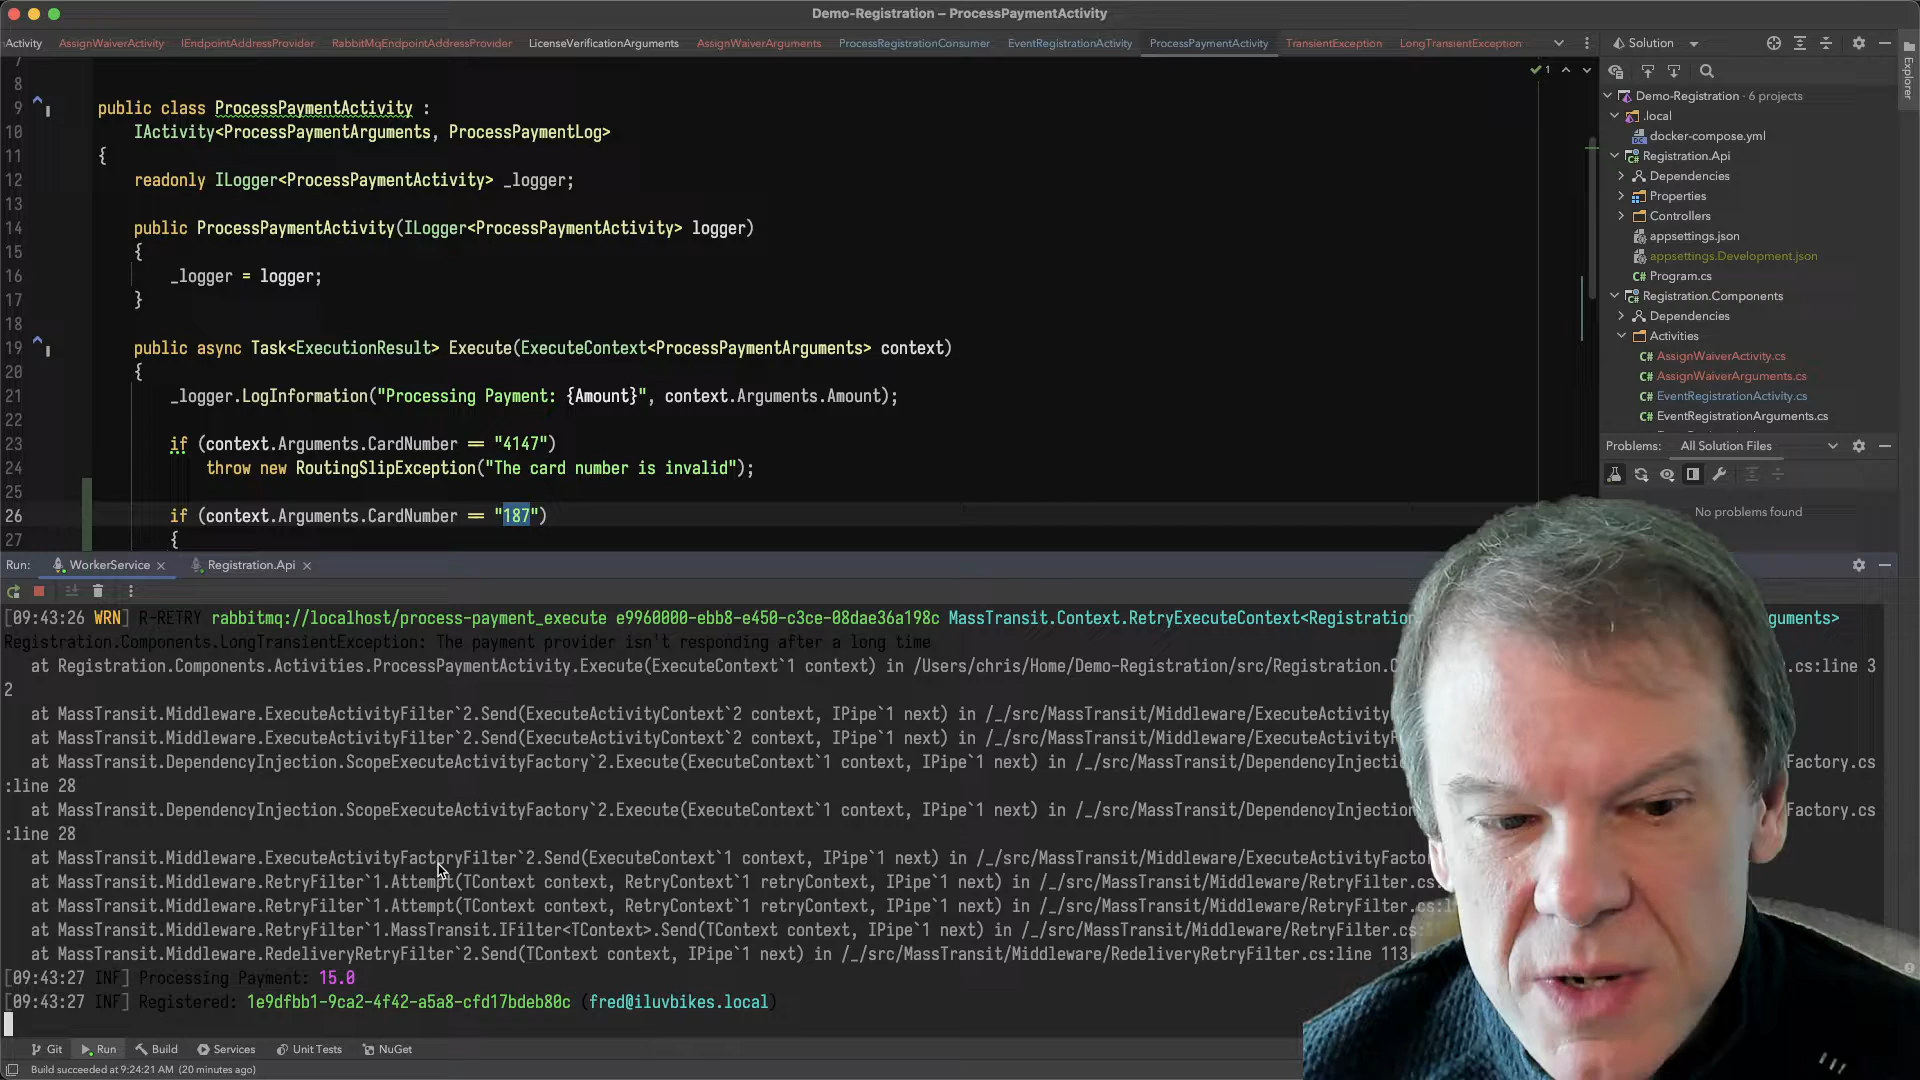 Demo-Registration – ProcessPaymentActivity
Activity AssignWaiverActivity IEndpointAddressProvider RabbitMqEndpointAddressProvider LicenseVerificationArguments AssignWaiverArguments ProcessRegistrationConsumer EventRegistrationActivity ProcessPaymentActivity TransientException LongTransientException
7
8
9 public class ProcessPaymentActivity :
10 IActivity<ProcessPaymentArguments, ProcessPaymentLog>
11 {
12 readonly ILogger<ProcessPaymentActivity> _logger;
13
14 public ProcessPaymentActivity(ILogger<ProcessPaymentActivity> logger)
15 {
16 _logger = logger;
17 }
18
19 public async Task<ExecutionResult> Execute(ExecuteContext<ProcessPaymentArguments> context)
20 {
21 _logger.LogInformation("Processing Payment: {Amount}", context.Arguments.Amount);
22
23 if (context.Arguments.CardNumber == "4147")
24 throw new RoutingSlipException("The card number is invalid");
25
26 if (context.Arguments.CardNumber == "187")
27 {
1
Solution
Explorer
Demo-Registration · 6 projects
.local
docker-compose.yml
Registration.Api
Dependencies
Properties
Controllers
appsettings.json
appsettings.Development.json
C# Program.cs
Registration.Components
Dependencies
Activities
C# AssignWaiverActivity.cs
C# AssignWaiverArguments.cs
C# EventRegistrationActivity.cs
C# EventRegistrationArguments.cs
Problems: All Solution Files
No problems found
Run: WorkerService Registration.Api
[09:43:26 WRN] R-RETRY rabbitmq://localhost/process-payment_execute e9960000-ebb8-e450-c3ce-08dae36a198c MassTransit.Context.RetryExecuteContext<Registratio guments>
Registration.Components.LongTransientException: The payment provider isn't responding after a long time
at Registration.Components.Activities.ProcessPaymentActivity.Execute(ExecuteContext`1 context) in /Users/chris/Home/Demo-Registration/src/Registration.C .cs:line 3
2
at MassTransit.Middleware.ExecuteActivityFilter`2.Send(ExecuteActivityContext`2 context, IPipe`1 next) in /_/src/MassTransit/Middleware/ExecuteActivity
at MassTransit.Middleware.ExecuteActivityFilter`2.Send(ExecuteActivityContext`2 context, IPipe`1 next) in /_/src/MassTransit/Middleware/ExecuteActivityF
at MassTransit.DependencyInjection.ScopeExecuteActivityFactory`2.Execute(ExecuteContext`1 context, IPipe`1 next) in /_/src/MassTransit/DependencyInjectio Factory.cs
:line 28
at MassTransit.DependencyInjection.ScopeExecuteActivityFactory`2.Execute(ExecuteContext`1 context, IPipe`1 next) in /_/src/MassTransit/DependencyInjection Factory.cs
:line 28
at MassTransit.Middleware.ExecuteActivityFactoryFilter`2.Send(ExecuteContext`1 context, IPipe`1 next) in /_/src/MassTransit/Middleware/ExecuteActivityFacto
at MassTransit.Middleware.RetryFilter`1.Attempt(TContext context, RetryContext`1 retryContext, IPipe`1 next) in /_/src/MassTransit/Middleware/RetryFilter.cs:
at MassTransit.Middleware.RetryFilter`1.Attempt(TContext context, RetryContext`1 retryContext, IPipe`1 next) in /_/src/MassTransit/Middleware/RetryFilter.cs:l
at MassTransit.Middleware.RetryFilter`1.MassTransit.IFilter<TContext>.Send(TContext context, IPipe`1 next) in /_/src/MassTransit/Middleware/RetryFilter.cs:
at MassTransit.Middleware.RedeliveryRetryFilter`2.Send(TContext context, IPipe`1 next) in /_/src/MassTransit/Middleware/RedeliveryRetryFilter.cs:line 113
[09:43:27 INF] Processing Payment: 15.0
[09:43:27 INF] Registered: 1e9dfbb1-9ca2-4f42-a5a8-cfd17bdeb80c (fred@iluvbikes.local)
Git Run Build Services Unit Tests NuGet
Build succeeded at 9:24:21 AM (20 minutes ago)